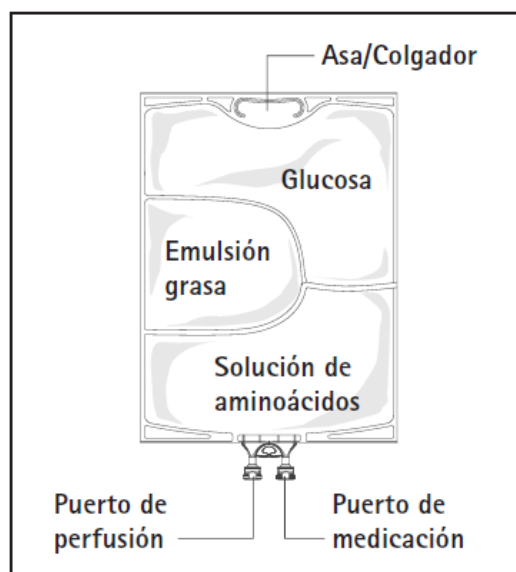 Asa/Colgador
Glucosa
Emulsión
grasa
Solución de
aminoácidos
Puerto de
perfusión
Puerto de
medicación